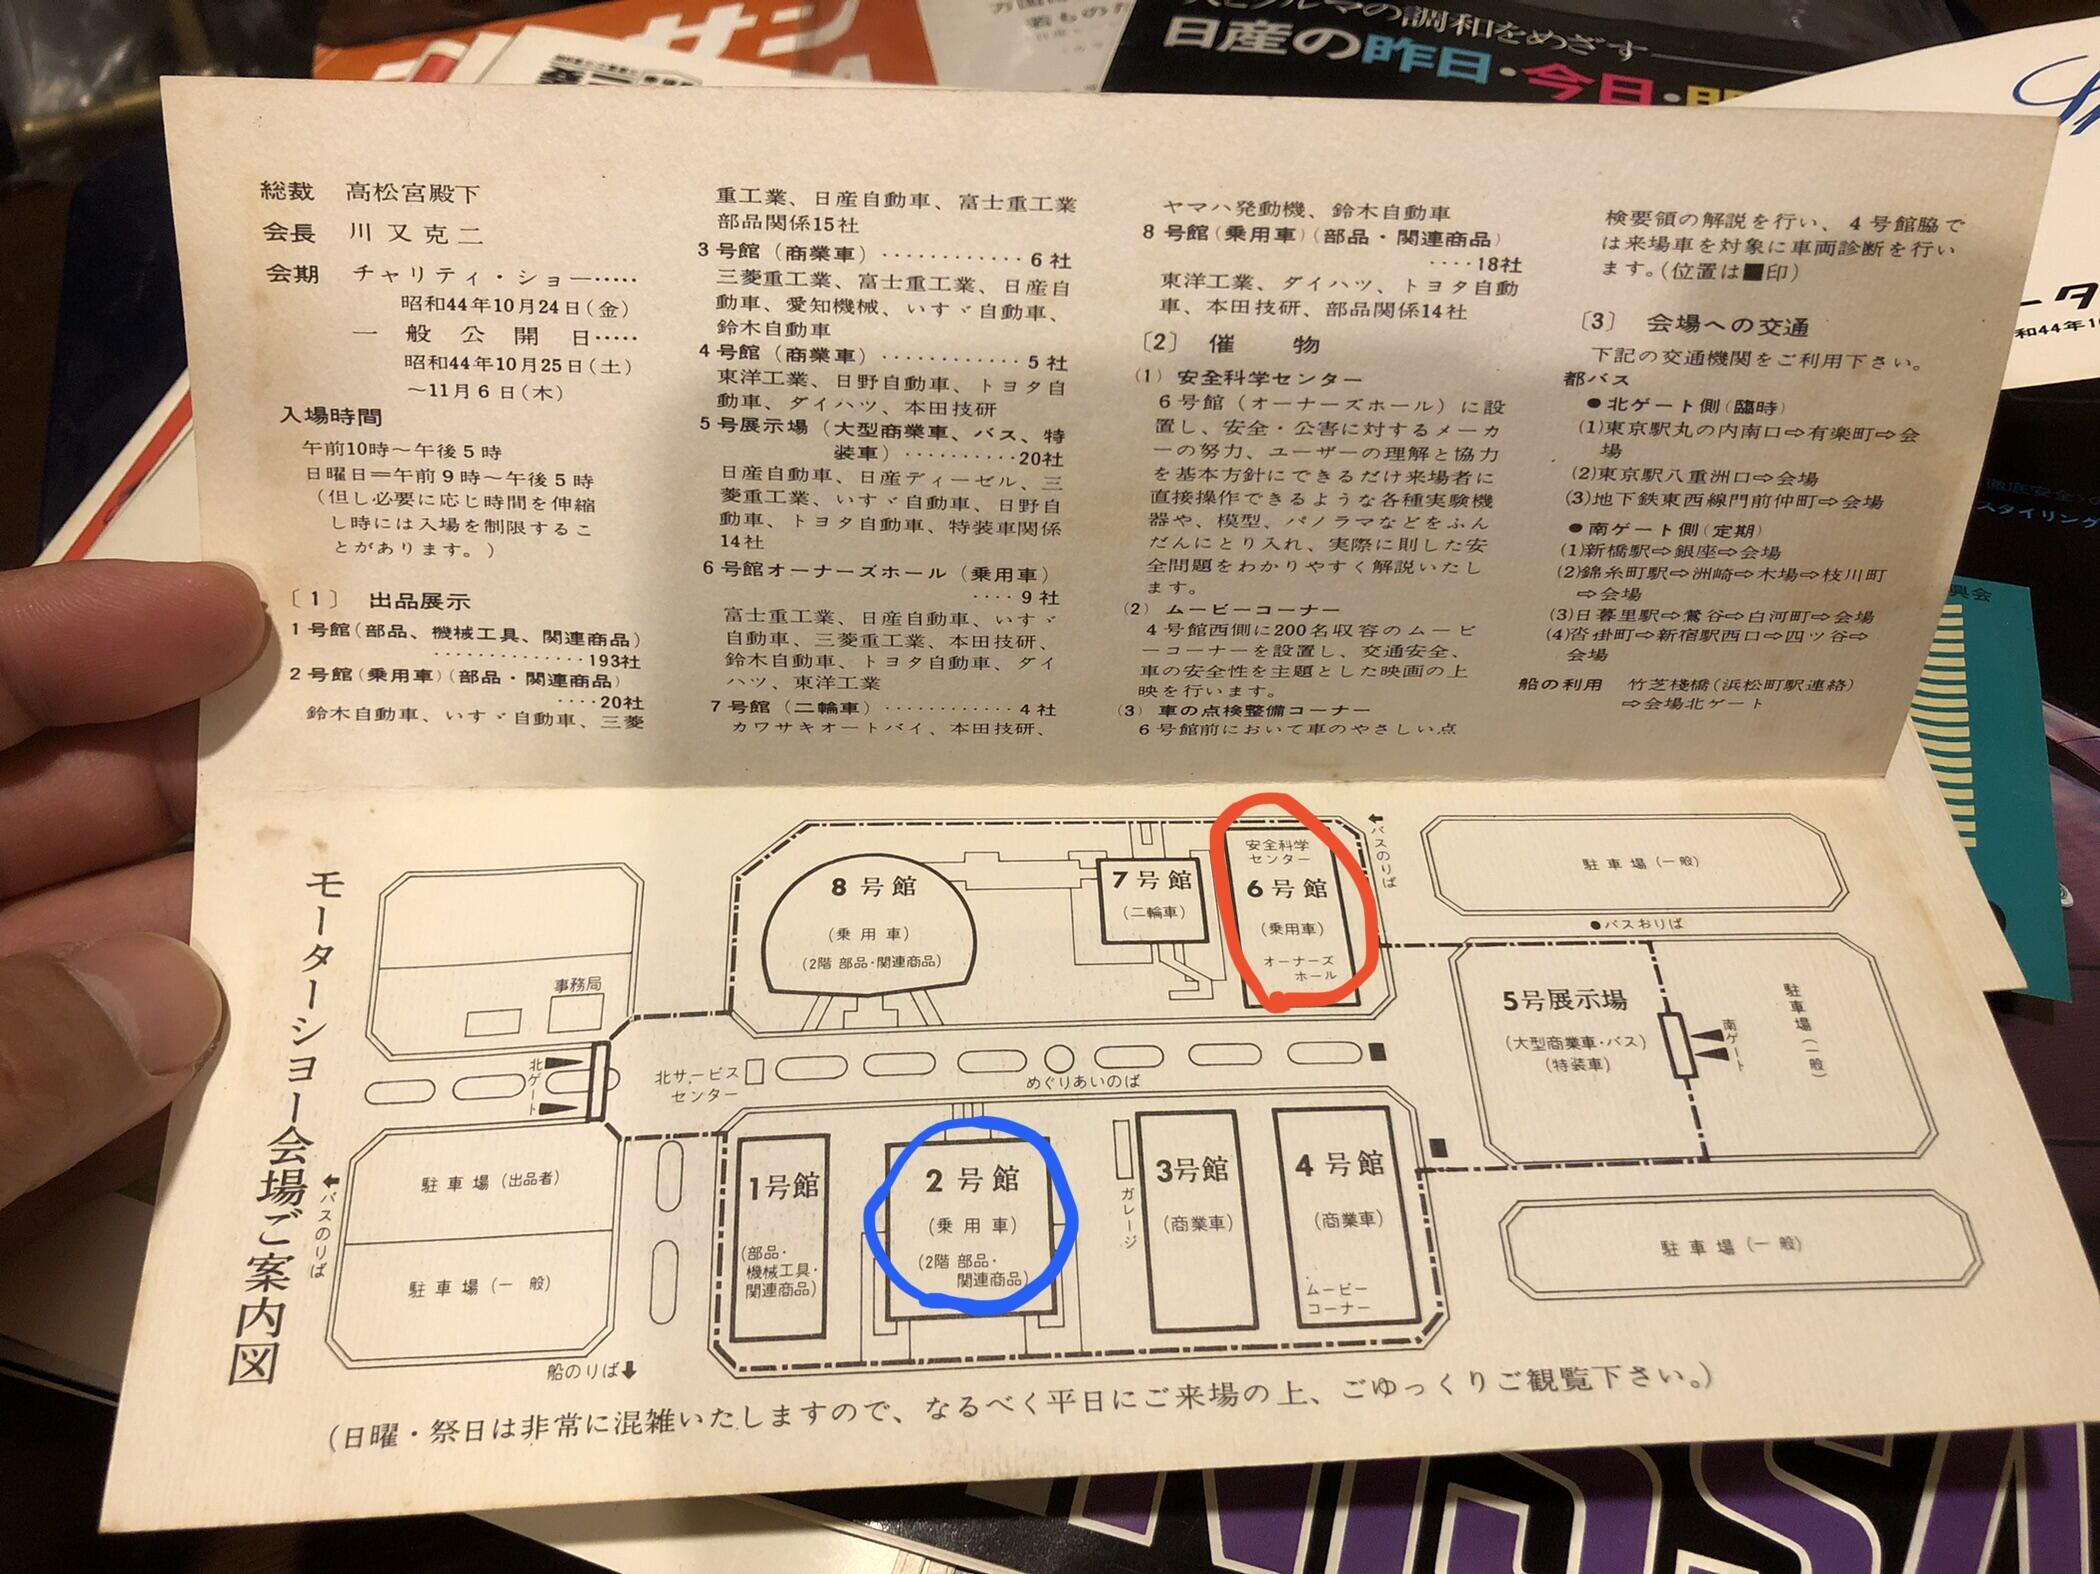 サニー
人とクルマの調和をめざす
日産の昨日・今日・明
総裁 高松宮殿下
会長 川又克二
会期 チャリティ・ショー‥‥‥
昭和44年10月24日(金)
一般公開日‥‥‥
昭和44年10月25日(土)
～11月6日(木)
入場時間
午前10時～午後5時
日曜日＝午前9時～午後5時
(但し必要に応じ時間を伸縮
し時には入場を制限するこ
とがあります。)
〔1〕 出品展示
1号館(部品、機械工具、関連商品)
‥‥‥‥‥‥‥193社
2号館(乗用車)(部品・関連商品)
‥‥20社
鈴木自動車、いすゞ自動車、三菱
重工業、日産自動車、富士重工業
部品関係15社
3号館(商業車)‥‥‥‥‥‥6社
三菱重工業、富士重工業、日産自
動車、愛知機械、いすゞ自動車、
鈴木自動車
4号館(商業車)‥‥‥‥‥‥5社
東洋工業、日野自動車、トヨタ自
動車、ダイハツ、本田技研
5号展示場(大型商業車、バス、特
装車)‥‥‥‥‥20社
日産自動車、日産ディーゼル、三
菱重工業、いすゞ自動車、日野自
動車、トヨタ自動車、特装車関係
14社
6号館オーナーズホール(乗用車)
‥‥9社
富士重工業、日産自動車、いすゞ
自動車、三菱重工業、本田技研、
鈴木自動車、トヨタ自動車、ダイ
ハツ、東洋工業
7号館(二輪車)‥‥‥‥‥‥4社
カワサキオートバイ、本田技研、
ヤマハ発動機、鈴木自動車
8号館(乗用車)(部品・関連商品)
‥‥18社
東洋工業、ダイハツ、トヨタ自動
車、本田技研、部品関係14社
〔2〕 催物
(1) 安全科学センター
6号館(オーナーズホール)に設
置し、安全・公害に対するメーカ
ーの努力、ユーザーの理解と協力
を基本方針にできるだけ来場者に
直接操作できるような各種実験機
器や、模型、パノラマなどをふん
だんにとり入れ、実際に則した安
全問題をわかりやすく解説いたし
ます。
(2) ムービーコーナー
4号館西側に200名収容のムービ
ーコーナーを設置し、交通安全、
車の安全性を主題とした映画の上
映を行います。
(3) 車の点検整備コーナー
6号館前において車のやさしい点
検要領の解説を行い、4号館脇で
は来場車を対象に車両診断を行い
ます。(位置は■印)
〔3〕 会場への交通
下記の交通機関をご利用下さい。
都バス
●北ゲート側(臨時)
(1)東京駅丸の内南口⇨有楽町⇨会
場
(2)東京駅八重洲口⇨会場
(3)地下鉄東西線門前仲町⇨会場
●南ゲート側(定期)
(1)新橋駅⇨銀座⇨会場
(2)錦糸町駅⇨洲崎⇨木場⇨枝川町
⇨会場
(3)日暮里駅⇨鶯谷⇨白河町⇨会場
(4)沓掛町⇨新宿駅西口⇨四ツ谷⇨
会場
船の利用 竹芝棧橋(浜松町駅連絡)
⇨会場北ゲート
モーターショー会場ご案内図
8号館
(乗用車)
(2階 部品・関連商品)
7号館
(二輪車)
安全科学
センター
6号館
(乗用車)
オーナーズ
ホール
←バスのりば
駐車場(一般)
●バスおりば
5号展示場
(大型商業車・バス)
(特装車)
南ゲート
駐車場(一般)
事務局
北ゲート
北サービス
センター
めぐりあいのば
駐車場(出品者)
駐車場(一般)
←バスのりば
船のりば↓
1号館
(部品・
機械工具・
関連商品)
2号館
(乗用車)
(2階 部品・
関連商品)
ガレージ
3号館
(商業車)
4号館
(商業車)
ムービー
コーナー
駐車場(一般)
(日曜・祭日は非常に混雑いたしますので、なるべく平日にご来場の上、ごゆっくりご観覧下さい。)
ータ
和44年1
スタイリング
興会
NISSA